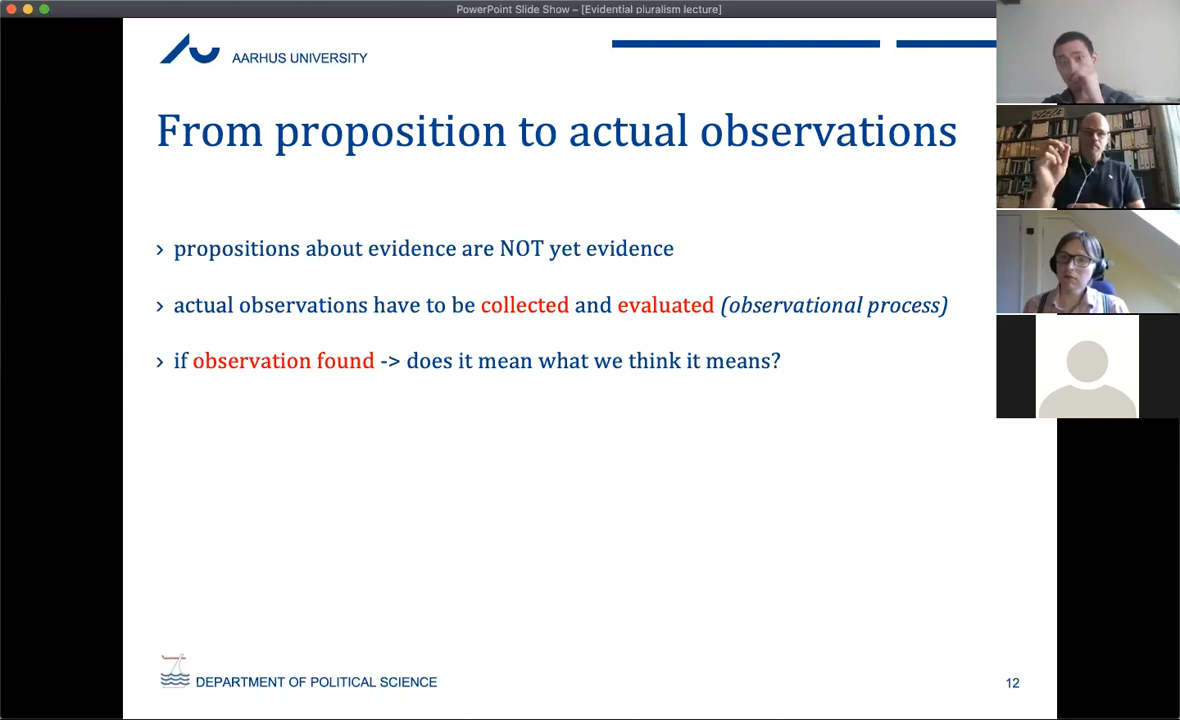 PowerPoint Slide Show – [Evidential pluralism lecture]
AARHUS UNIVERSITY
From proposition to actual observations
› propositions about evidence are NOT yet evidence
› actual observations have to be collected and evaluated (observational process)
› if observation found -> does it mean what we think it means?
DEPARTMENT OF POLITICAL SCIENCE
12